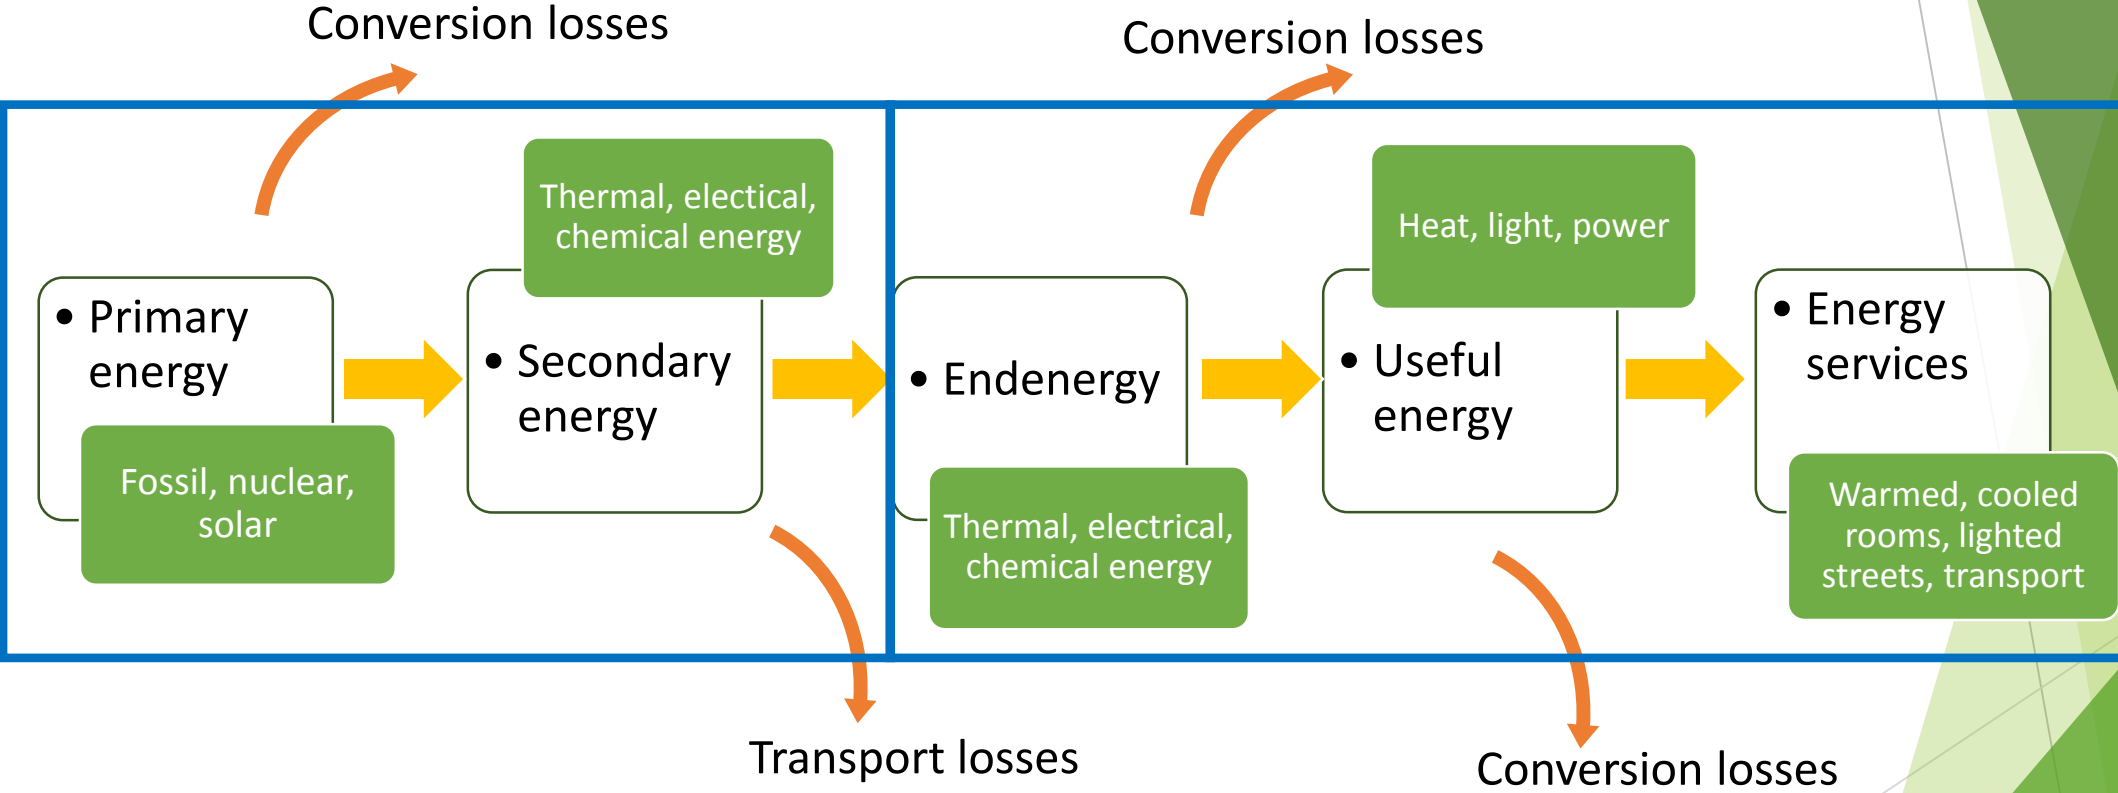 Conversion losses
Conversion losses
Thermal, electical,
chemical energy
Heat, light, power
• Primary
energy
Fossil, nuclear,
solar
• Secondary
energy
• Endenergy
Thermal, electrical,
chemical energy
• Useful
energy
• Energy
services
Warmed, cooled
rooms, lighted
streets, transport
Transport losses
Conversion losses